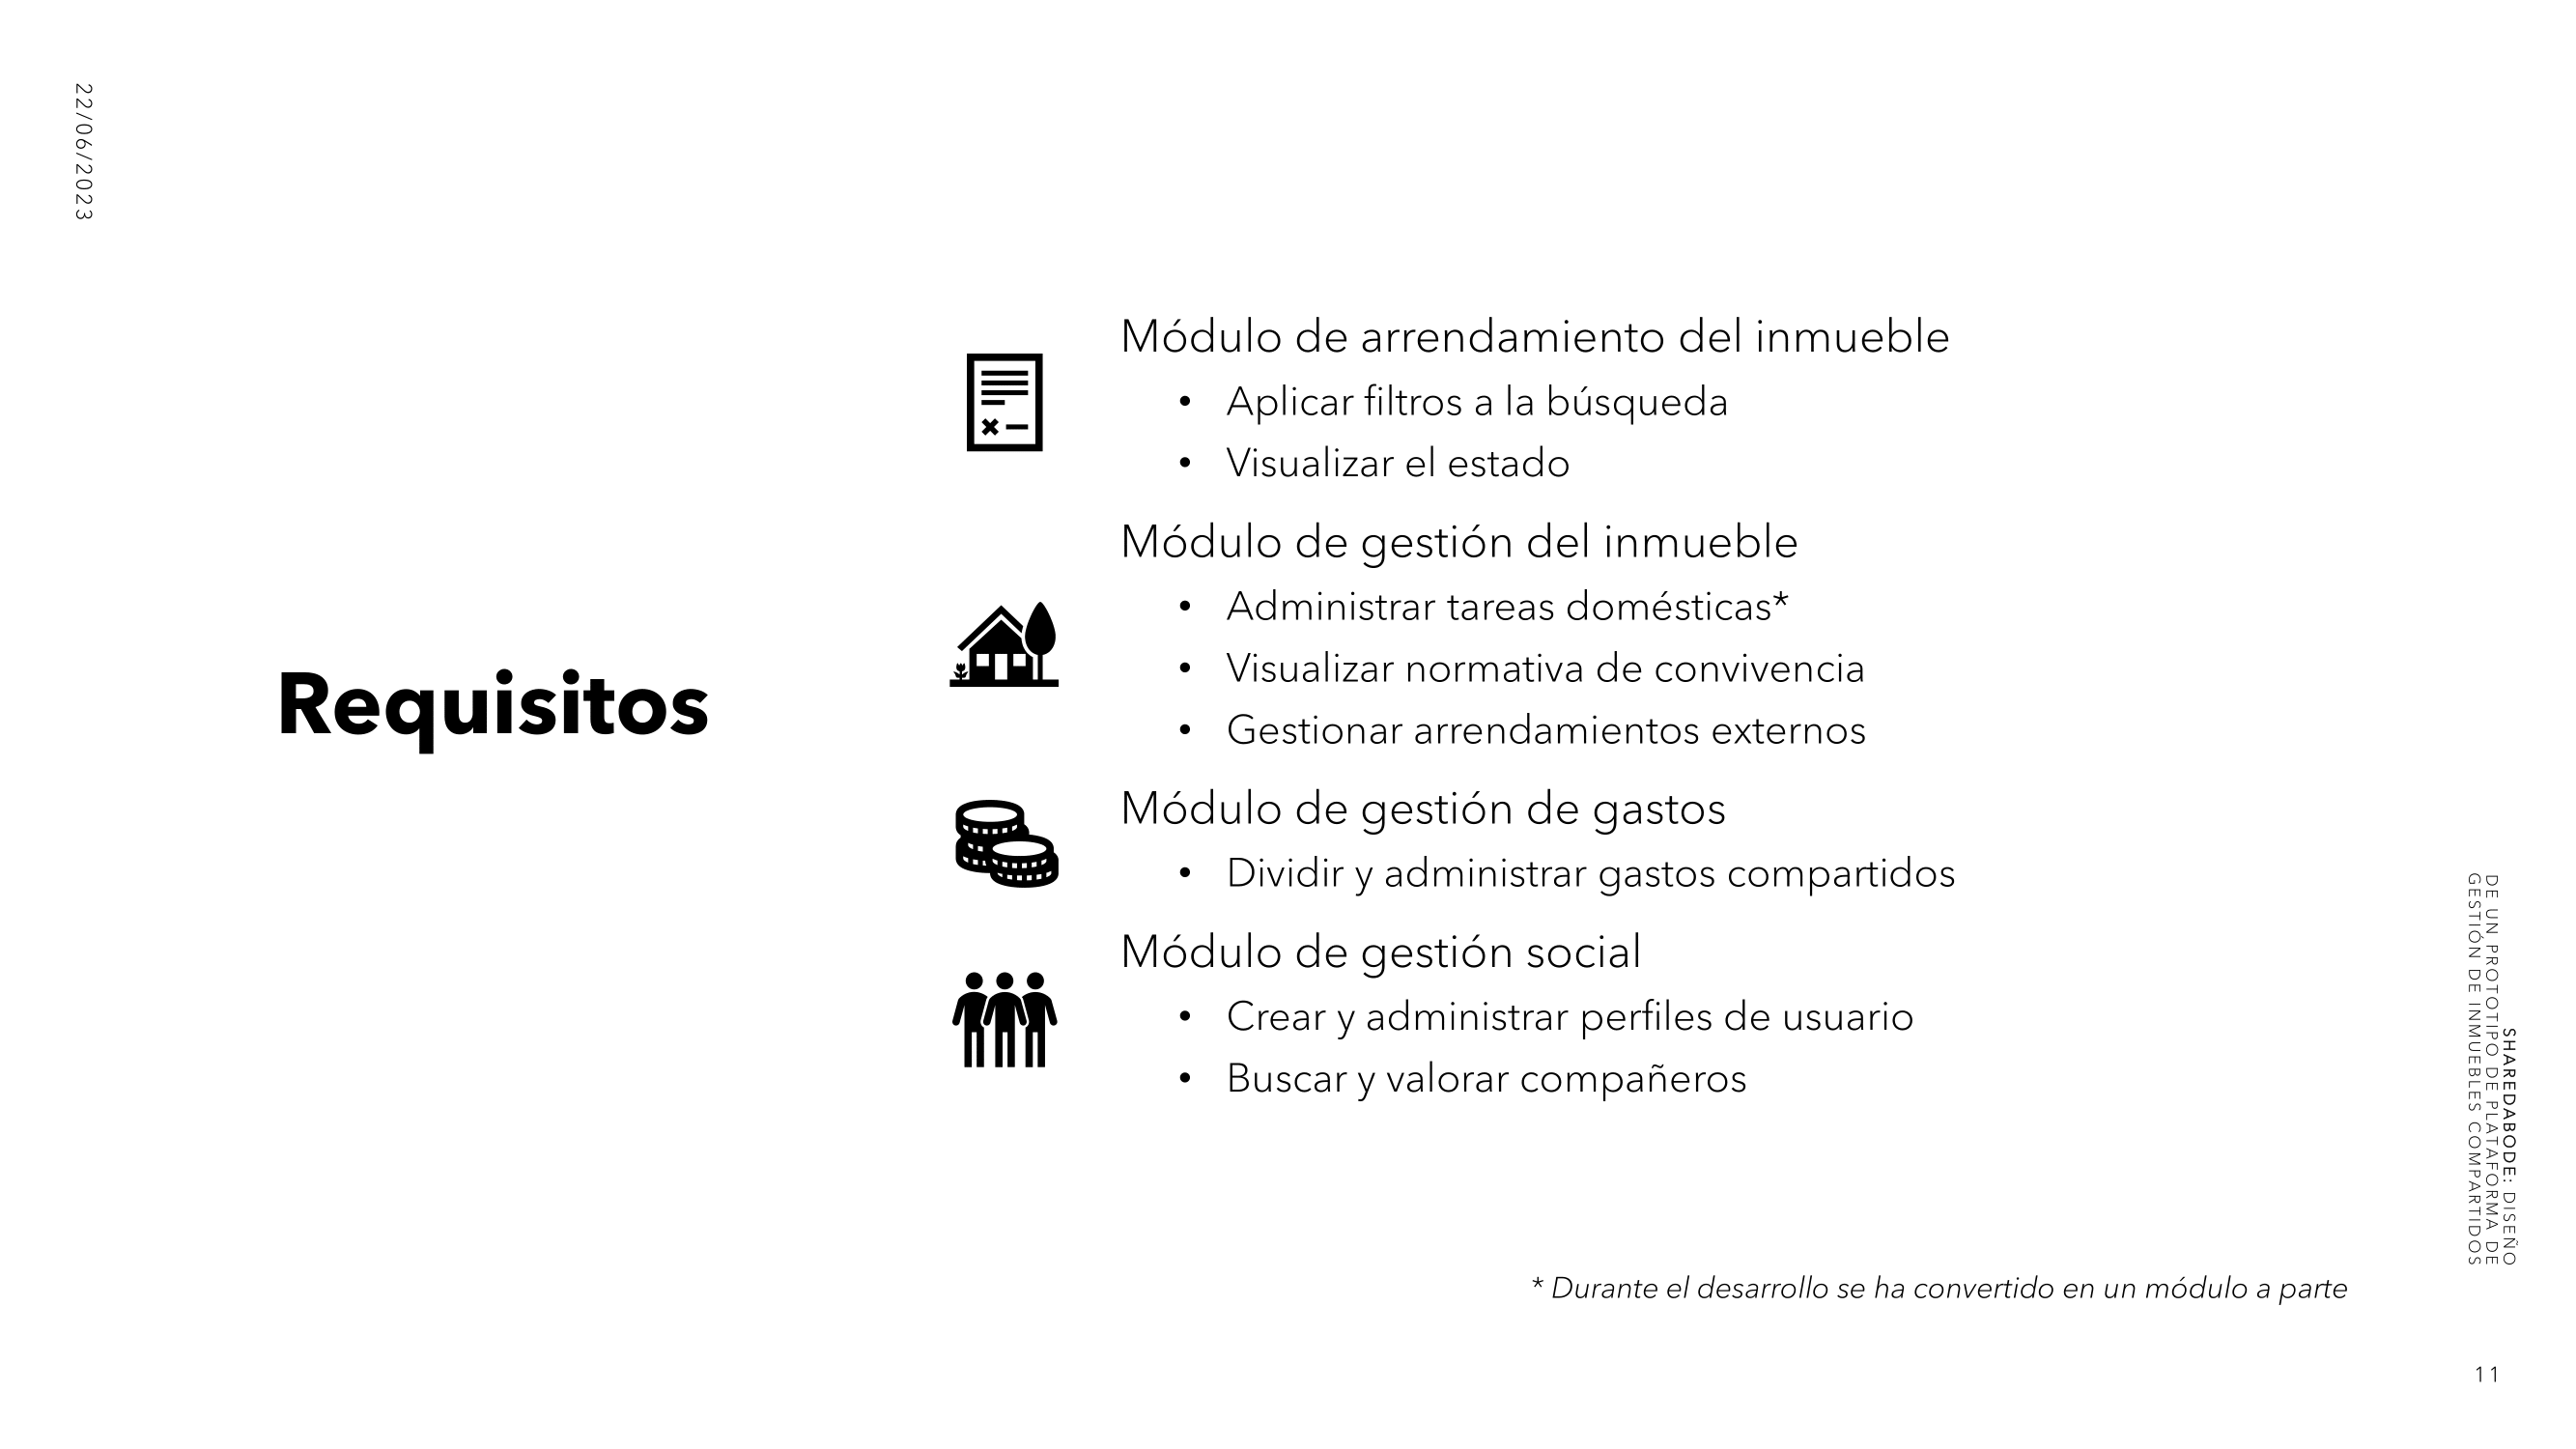 22/06/2023
Requisitos
Módulo de arrendamiento del inmueble
• Aplicar filtros a la búsqueda
• Visualizar el estado
Módulo de gestión del inmueble
• Administrar tareas domésticas*
• Visualizar normativa de convivencia
• Gestionar arrendamientos externos
Módulo de gestión de gastos
• Dividir y administrar gastos compartidos
Módulo de gestión social
• Crear y administrar perfiles de usuario
• Buscar y valorar compañeros
* Durante el desarrollo se ha convertido en un módulo a parte
SHAREDABODE: DISEÑO
DE UN PROTOTIPO DE PLATAFORMA DE
GESTIÓN DE INMUEBLES COMPARTIDOS
11